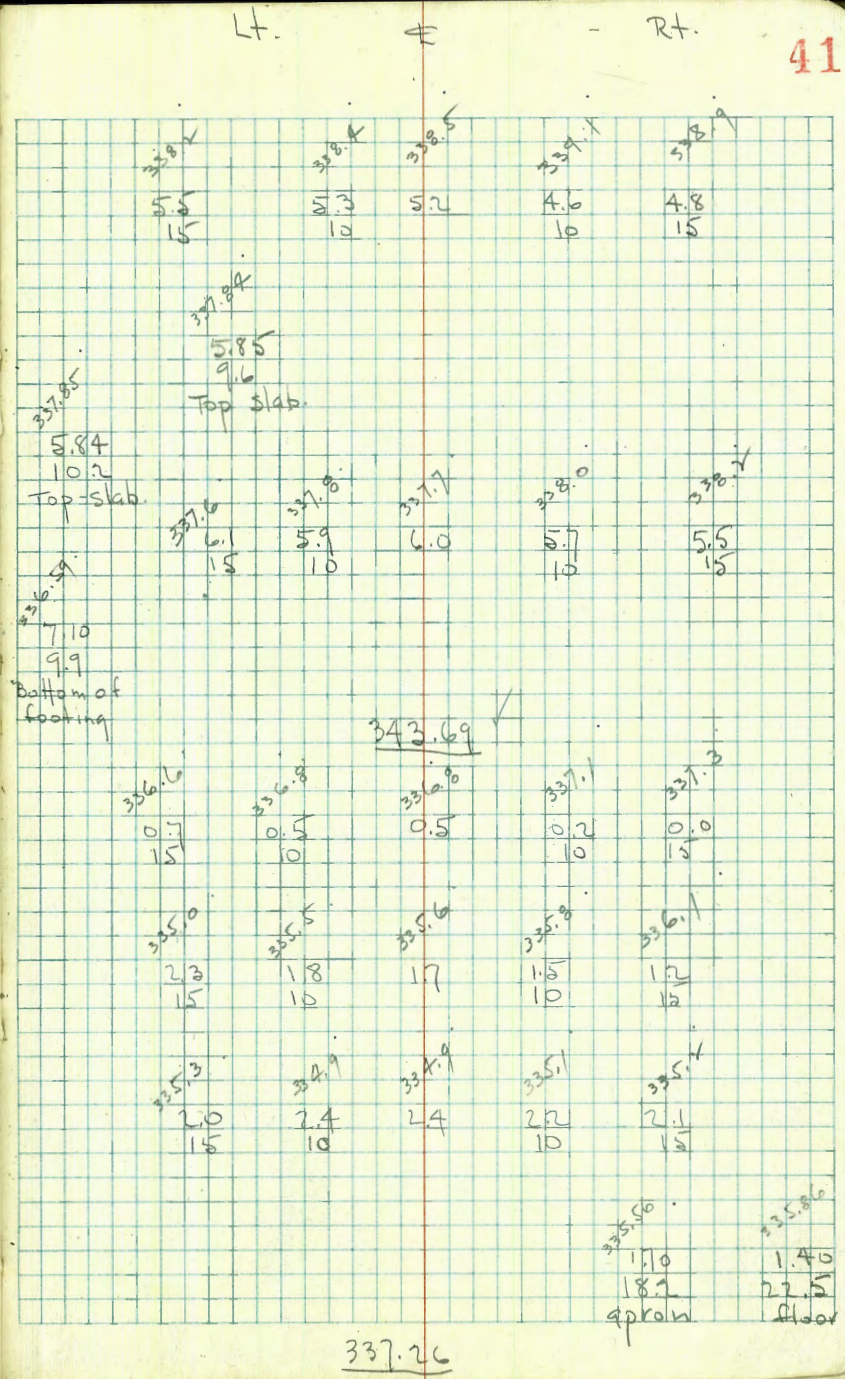 Lt. ℄ - Rt.
41
338.2 338.4 338.5 339.1 338.9
5.5 5.3 5.2 4.6 4.8
15 10 10 15
337.84
5.85
9.6
Top slab.
337.85
5.84
10.2
Top slab.
337.6 337.8 337.7 338.0 338.2
6.1 5.9 6.0 5.7 5.5
15 10 10 15
336.59
7.10
9.9
Bottom of
footing
343.69 ✓
336.6 336.8 336.8 337.1 337.3
0.7 0.5 0.5 0.2 0.0
15 10 10 15
335.0 335.5 335.6 335.8 336.1
2.3 1.8 1.7 1.5 1.2
15 10 10 15
335.3 334.9 334.9 335.1 335.2
2.0 2.4 2.4 2.2 2.1
15 10 10 15
335.56 335.86
1.70 1.40
18.2 22.5
apron floor
337.26